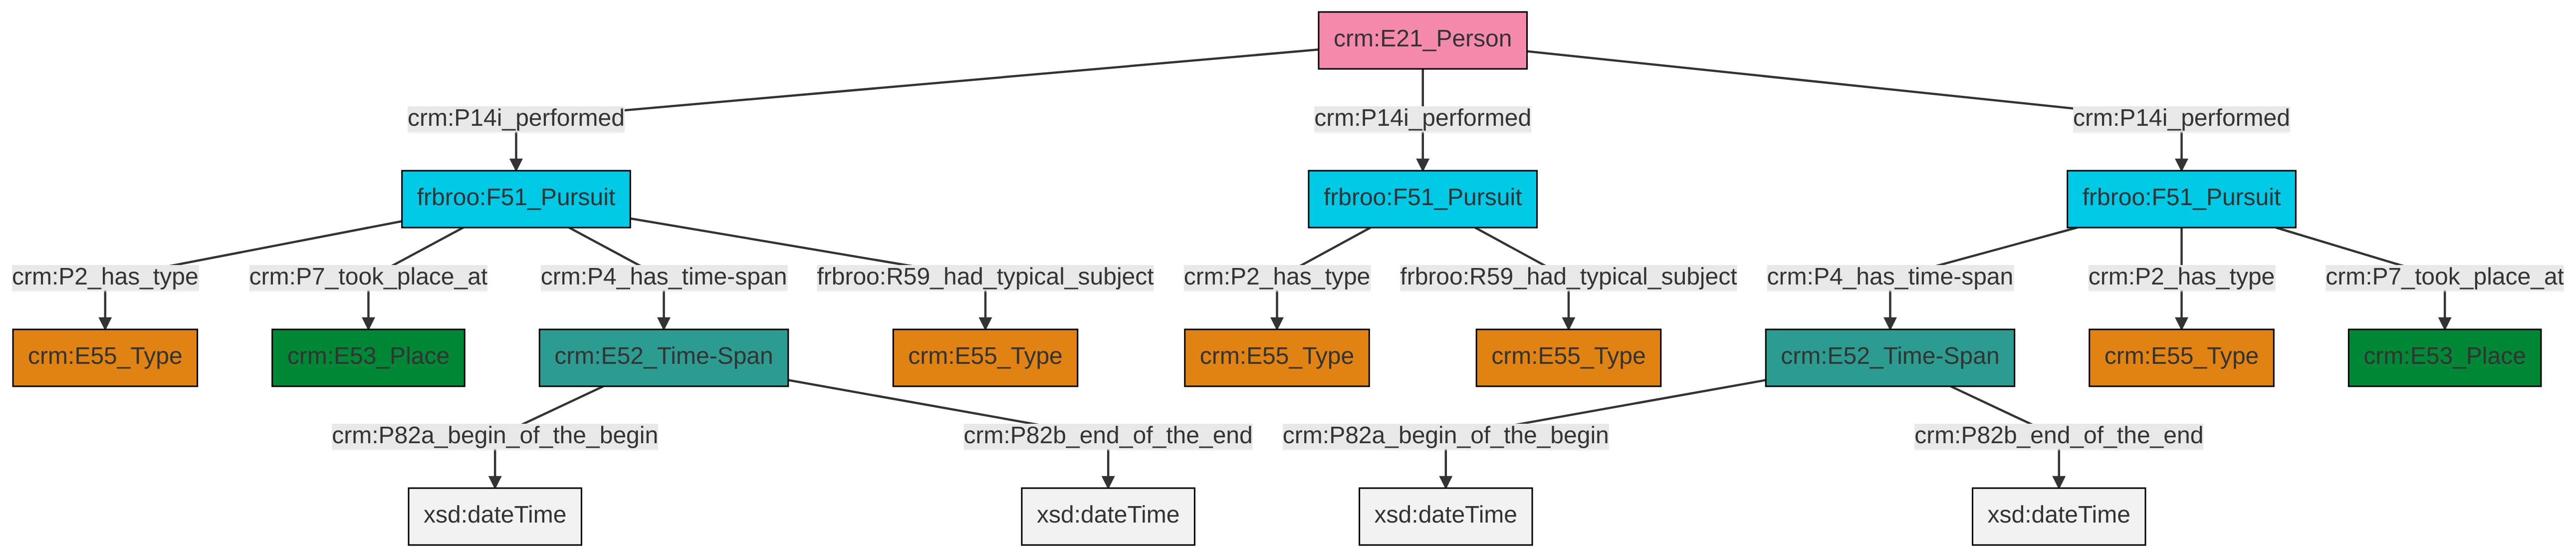 crm:E21_Person
crm:P14i_performed
crm:P14i_performed
crm:P14i_performed
frbroo:F51_Pursuit
frbroo:F51_Pursuit
frbroo:F51_Pursuit
crm:P2_has_type
crm:P7_took_place_at
crm:P4_has_time-span
frbroo:R59_had_typical_subject
crm:P2_has_type
frbroo:R59_had_typical_subject
crm:P4_has_time-span
crm:P2_has_type
crm:P7_took_place_at
crm:E55_Type
crm:E53_Place
crm:E52_Time-Span
crm:E55_Type
crm:E55_Type
crm:E55_Type
crm:E52_Time-Span
crm:E55_Type
crm:E53_Place
crm:P82a_begin_of_the_begin
crm:P82b_end_of_the_end
crm:P82a_begin_of_the_begin
crm:P82b_end_of_the_end
xsd:dateTime
xsd:dateTime
xsd:dateTime
xsd:dateTime